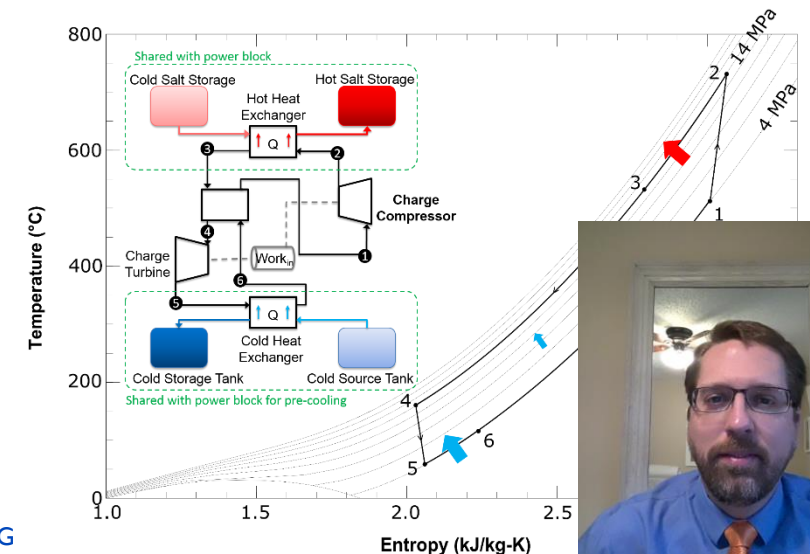 800
600
400
200
0
Temperature (°C)
1.0
1.5
2.0
2.5
Entropy (kJ/kg-K)
Shared with power block
Cold Salt Storage
Hot Salt Storage
Hot Heat
Exchanger
Q
3
2
4
Charge
Compressor
Charge
Turbine
Work in
1
6
5
Q
Cold Heat
Exchanger
Cold Storage Tank
Cold Source Tank
Shared with power block for pre-cooling
2
14 MPa
4 MPa
3
1
4
5
6
G